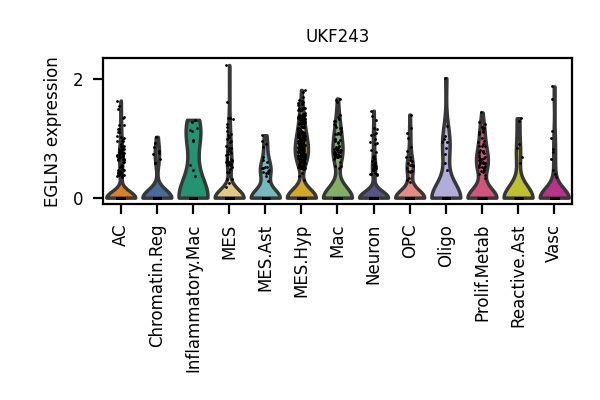 UKF243
EGLN3 expression
2
0
AC
Chromatin.Reg
Inflammatory.Mac
MES
MES.Ast
MES.Hyp
Mac
Neuron
OPC
Oligo
Prolif.Metab
Reactive.Ast
Vasc